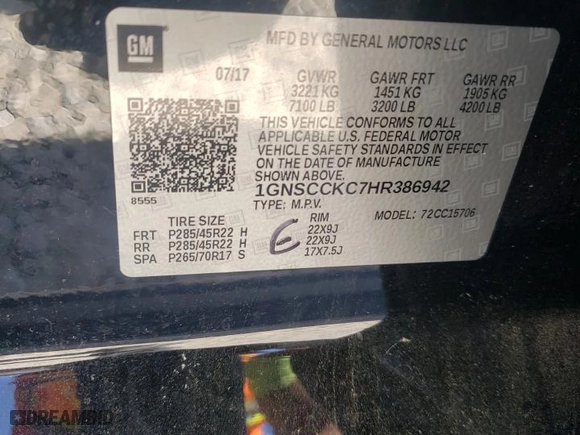 GM
MFD BY GENERAL MOTORS LLC
07/17 GVWR GAWR FRT GAWR RR
3221 KG 1451 KG 1905 KG
7100 LB 3200 LB 4200 LB
THIS VEHICLE CONFORMS TO ALL
APPLICABLE U.S. FEDERAL MOTOR
VEHICLE SAFETY STANDARDS IN EFFECT
ON THE DATE OF MANUFACTURE
SHOWN ABOVE.
1GNSCCKC7HR386942
8555 TYPE: M.P.V. MODEL: 72CC15706
TIRE SIZE RIM
FRT P285/45R22 H 22X9J
RR P285/45R22 H 22X9J
SPA P265/70R17 S 17X7.5J
E
DREAMBID